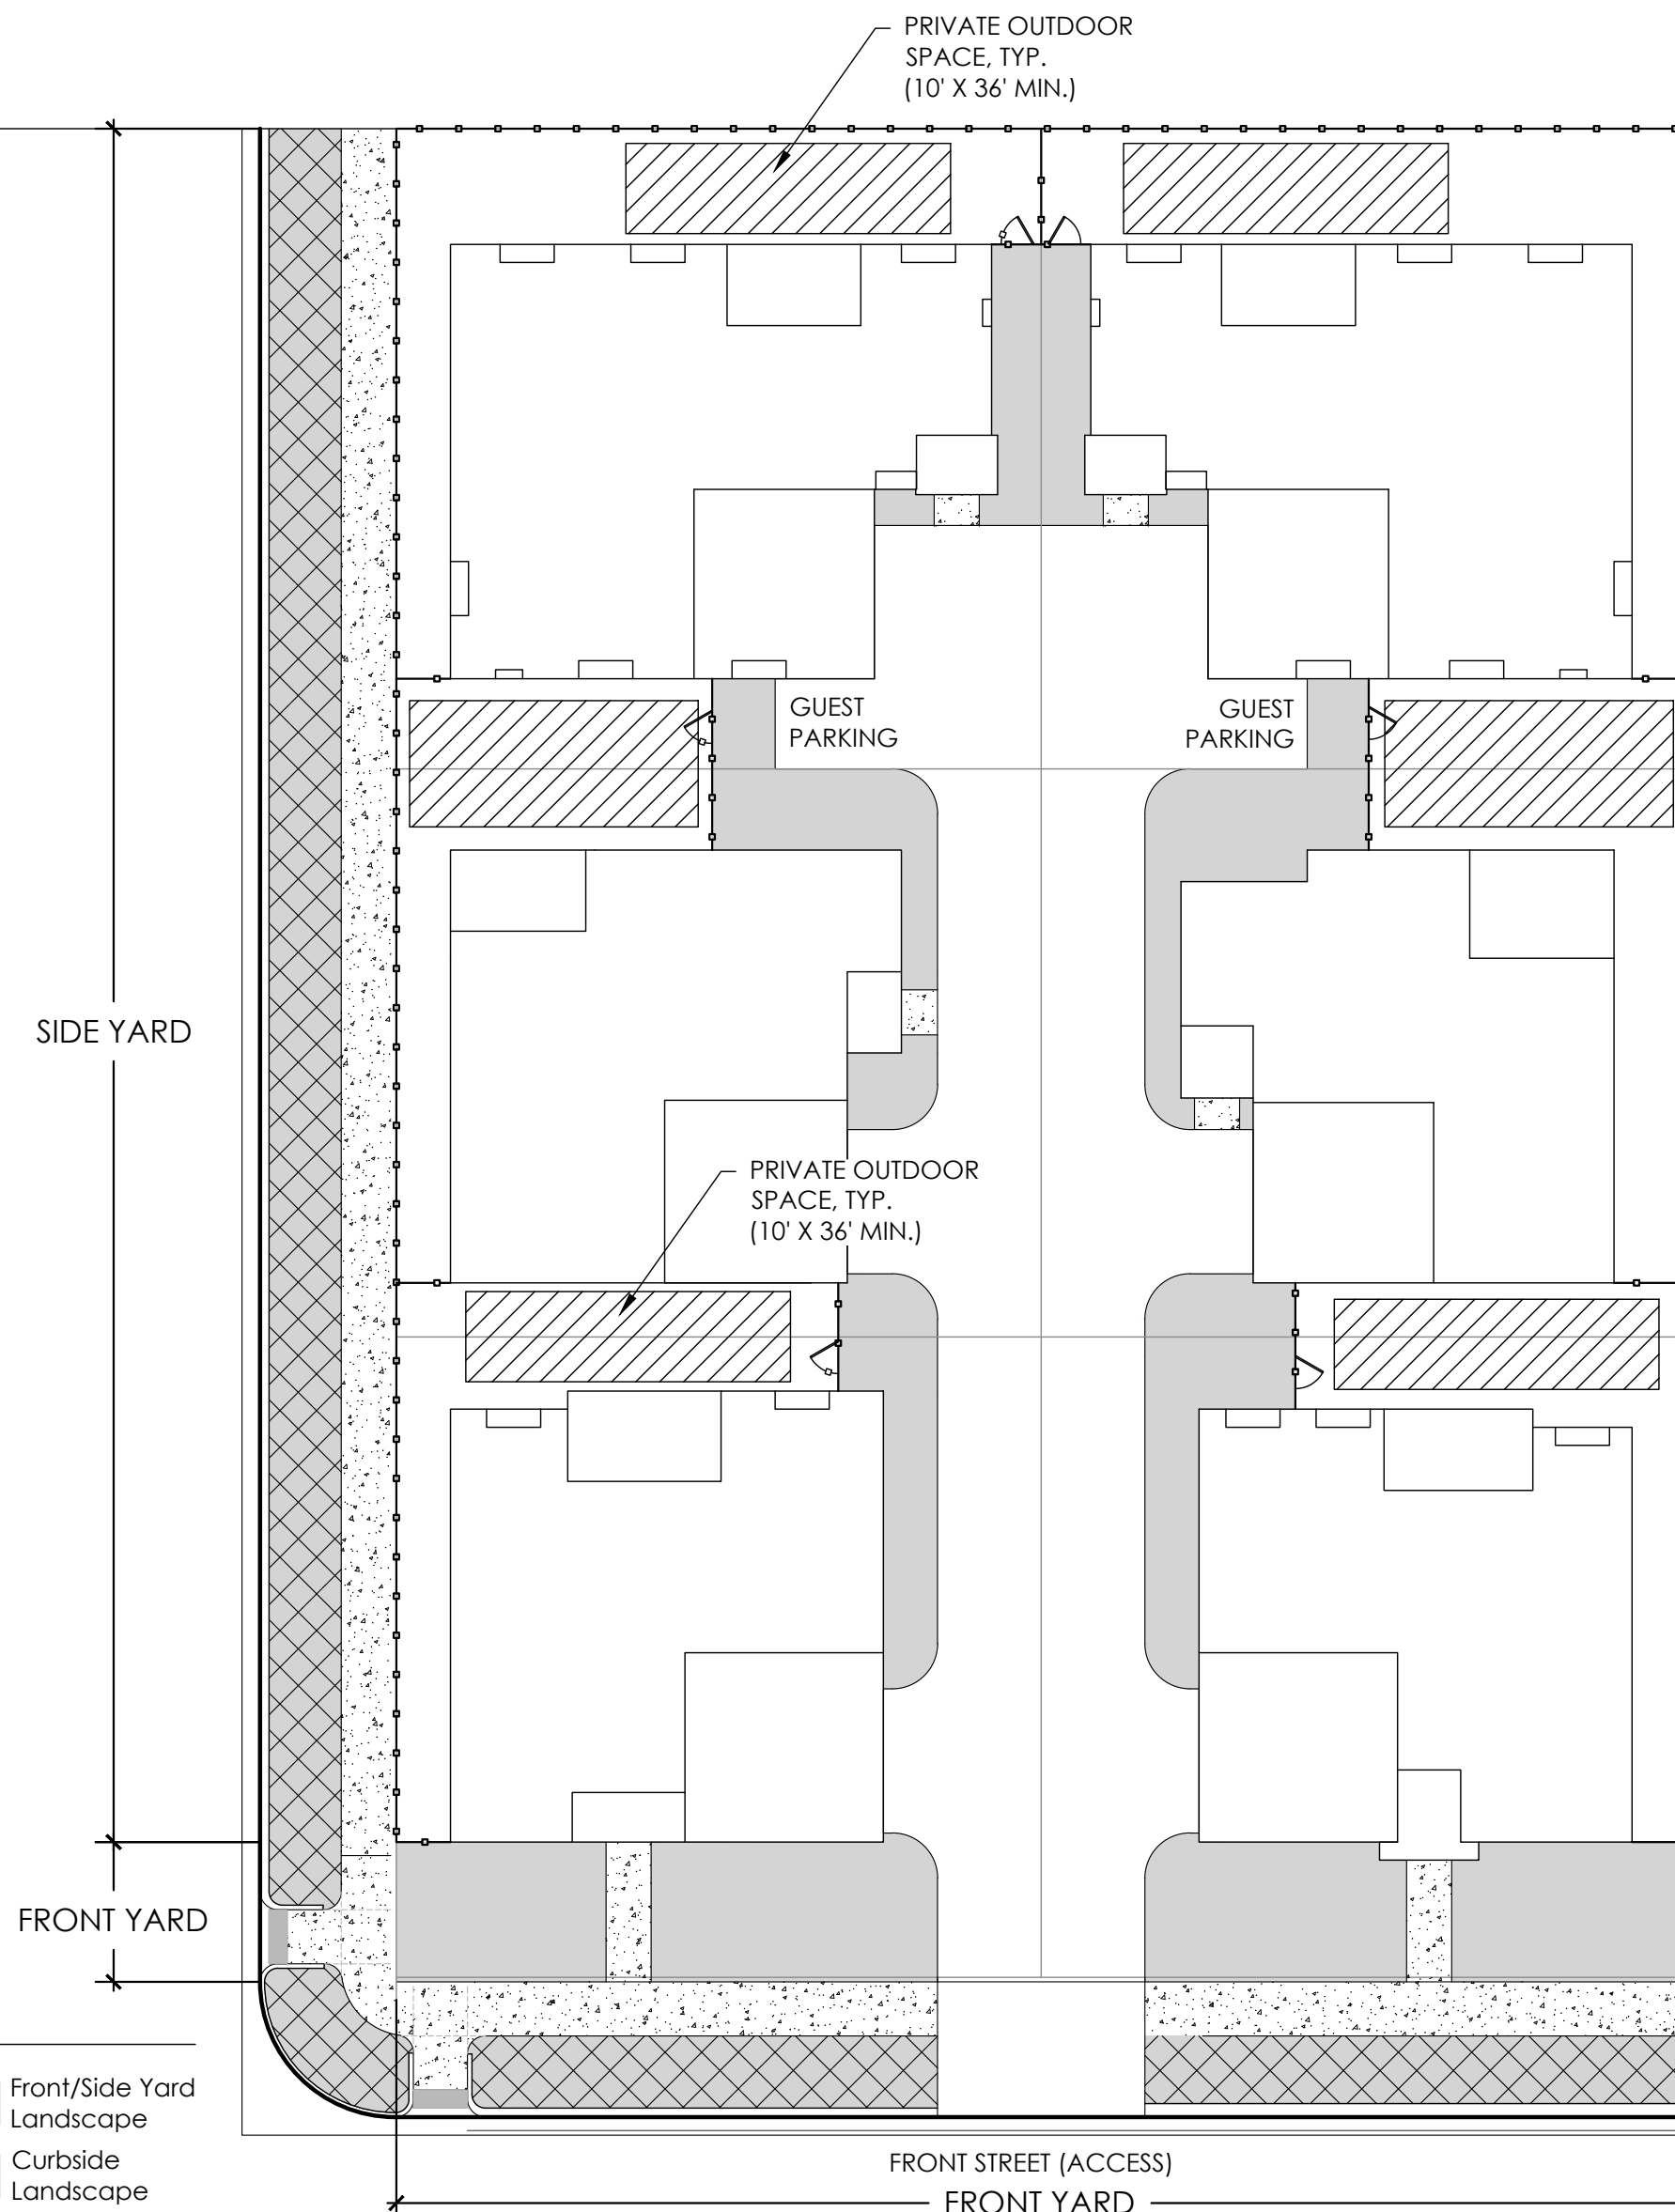 PRIVATE OUTDOOR
SPACE, TYP.
(10' X 36' MIN.)
GUEST
PARKING
GUEST
PARKING
SIDE YARD
PRIVATE OUTDOOR
SPACE, TYP.
(10' X 36' MIN.)
FRONT YARD
Front/Side Yard
Landscape
Curbside
Landscape
FRONT STREET (ACCESS)
FRONT YARD